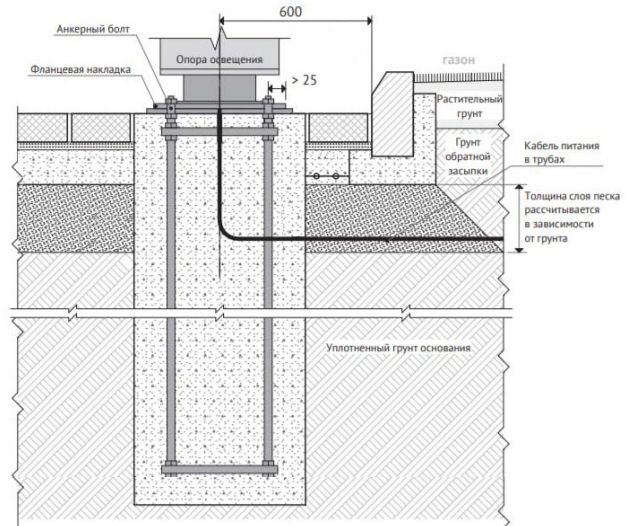 600
Анкерный болт
Опора освещения
газон
Фланцевая накладка
> 25
Растительный
грунт
Грунт
обратной
засыпки
Кабель питания
в трубах
Толщина слоя песка
рассчитывается
в зависимости
от грунта
Уплотненный грунт основания